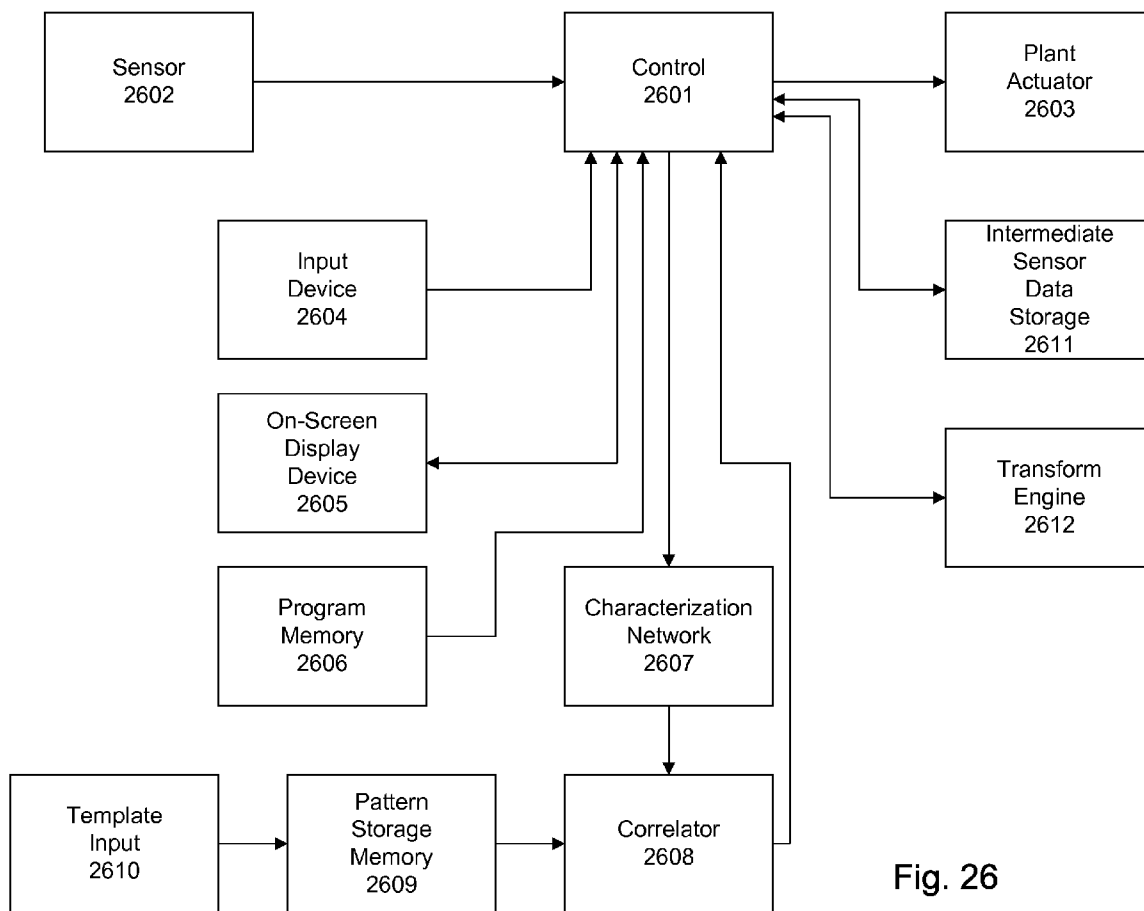 Sensor
2602
Control
2601
Plant
Actuator
2603
Input
Device
2604
Intermediate
Sensor
Data
Storage
2611
On-Screen
Display
Device
2605
Transform
Engine
2612
Program
Memory
2606
Characterization
Network
2607
Template
Input
2610
Pattern
Storage
Memory
2609
Correlator
2608
Fig. 26